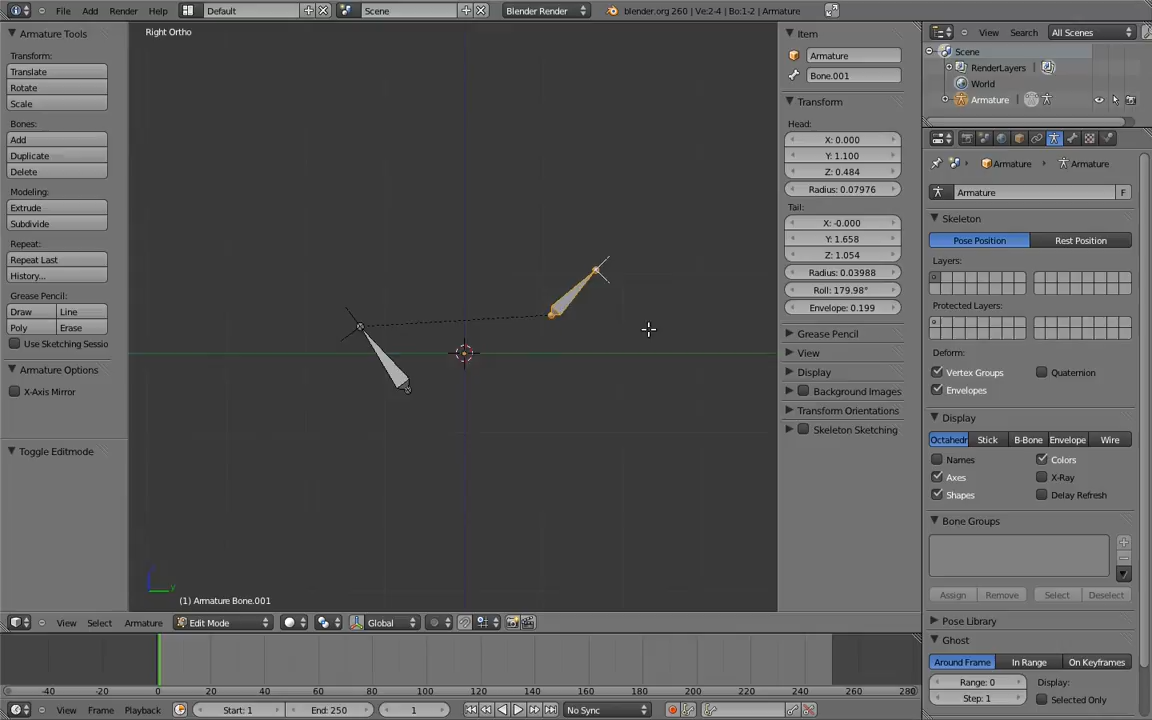 File Add Render Help Default Scene Blender Render blender.org 260 | Ve:2-4 | Bo:1-2 | Armature
Armature Tools
Transform:
Translate
Rotate
Scale
Bones:
Add
Duplicate
Delete
Modeling:
Extrude
Subdivide
Repeat:
Repeat Last
History...
Grease Pencil:
Draw Line
Poly Erase
Use Sketching Sessio
Armature Options
X-Axis Mirror
Toggle Editmode
Right Ortho
z
y
(1) Armature Bone.001
Item
Armature
Bone.001
Transform
Head:
X: 0.000
Y: 1.100
Z: 0.484
Radius: 0.07976
Tail:
X: -0.000
Y: 1.658
Z: 1.054
Radius: 0.03988
Roll: 179.98°
Envelope: 0.199
Grease Pencil
View
Display
Background Images
Transform Orientations
Skeleton Sketching
View Search All Scenes
Scene
RenderLayers
World
Armature
Armature Armature
Armature F
Skeleton
Pose Position Rest Position
Layers:
Protected Layers:
Deform:
Vertex Groups Quaternion
Envelopes
Display
Octahedr Stick B-Bone Envelope Wire
Names Colors
Axes X-Ray
Shapes Delay Refresh
Bone Groups
Assign Remove Select Deselect
Pose Library
Ghost
Around Frame In Range On Keyframes
Range: 0 Display:
Step: 1 Selected Only
View Select Armature Edit Mode Global
-40 -20 0 20 40 60 80 100 120 140 160 180 200 220 240 260 280
View Frame Playback Start: 1 End: 250 1 No Sync